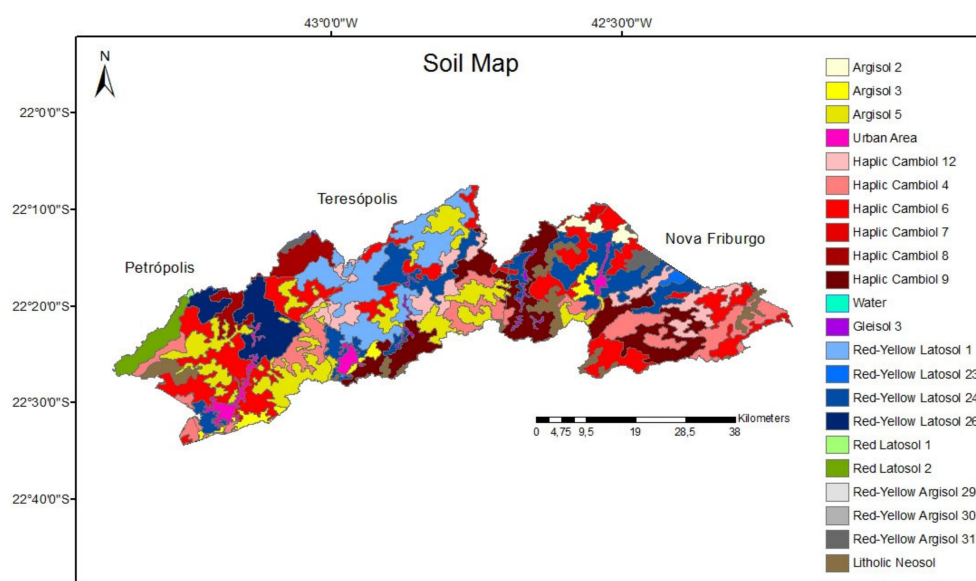 43°0'0"W 42°30'0"W
N
Soil Map
22°0'0"S
22°10'0"S
22°20'0"S
22°30'0"S
22°40'0"S
Teresópolis
Nova Friburgo
Petrópolis
Kilometers
0 4,75 9,5 19 28,5 38
Argisol 2
Argisol 3
Argisol 5
Urban Area
Haplic Cambiol 12
Haplic Cambiol 4
Haplic Cambiol 6
Haplic Cambiol 7
Haplic Cambiol 8
Haplic Cambiol 9
Water
Gleisol 3
Red-Yellow Latosol 1
Red-Yellow Latosol 23
Red-Yellow Latosol 24
Red-Yellow Latosol 26
Red Latosol 1
Red Latosol 2
Red-Yellow Argisol 29
Red-Yellow Argisol 30
Red-Yellow Argisol 31
Litholic Neosol